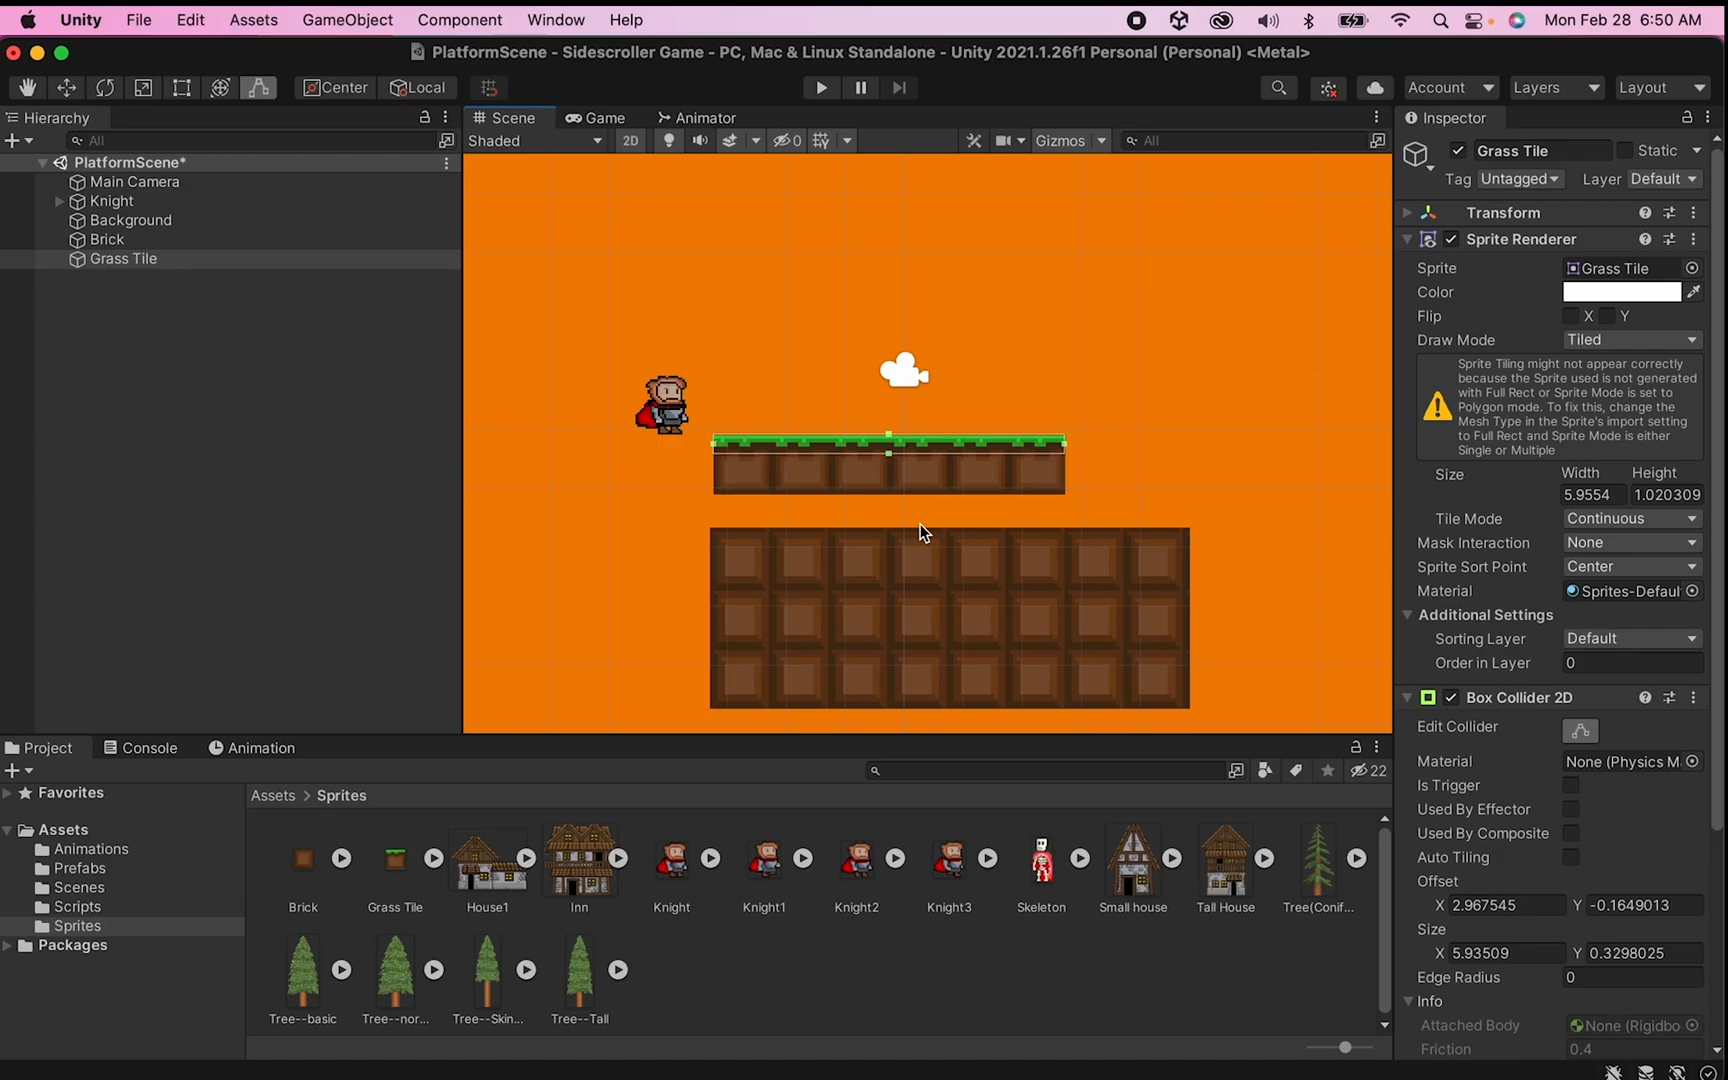 Unity File Edit Assets GameObject Component Window Help Mon Feb 28 6:50 AM
PlatformScene - Sidescroller Game - PC, Mac & Linux Standalone - Unity 2021.1.26f1 Personal (Personal) <Metal>
Center Local Account Layers Layout
Hierarchy
All
PlatformScene*
Main Camera
Knight
Background
Brick
Grass Tile
Scene Game Animator
Shaded 2D Gizmos All
Inspector
Grass Tile Static
Tag Untagged Layer Default
Transform
Sprite Renderer
Sprite Grass Tile
Color
Flip X Y
Draw Mode Tiled
Sprite Tiling might not appear correctly
because the Sprite used is not generated
with Full Rect or Sprite Mode is set to
Polygon mode. To fix this, change the
Mesh Type in the Sprite's import setting
to Full Rect and Sprite Mode is either
Single or Multiple
Width Height
Size 5.9554 1.020309
Tile Mode Continuous
Mask Interaction None
Sprite Sort Point Center
Material Sprites-Defaul
Additional Settings
Sorting Layer Default
Order in Layer 0
Box Collider 2D
Edit Collider
Material None (Physics M
Is Trigger
Used By Effector
Used By Composite
Auto Tiling
Offset
X 2.967545 Y -0.1649013
Size
X 5.93509 Y 0.3298025
Edge Radius 0
Info
Attached Body None (Rigidbo
Friction 0.4
Project Console Animation
22
Favorites
Assets
Animations
Prefabs
Scenes
Scripts
Sprites
Packages
Assets > Sprites
Brick Grass Tile House1 Inn Knight Knight1 Knight2 Knight3 Skeleton Small house Tall House Tree(Conif...
Tree--basic Tree--nor... Tree--Skin... Tree--Tall